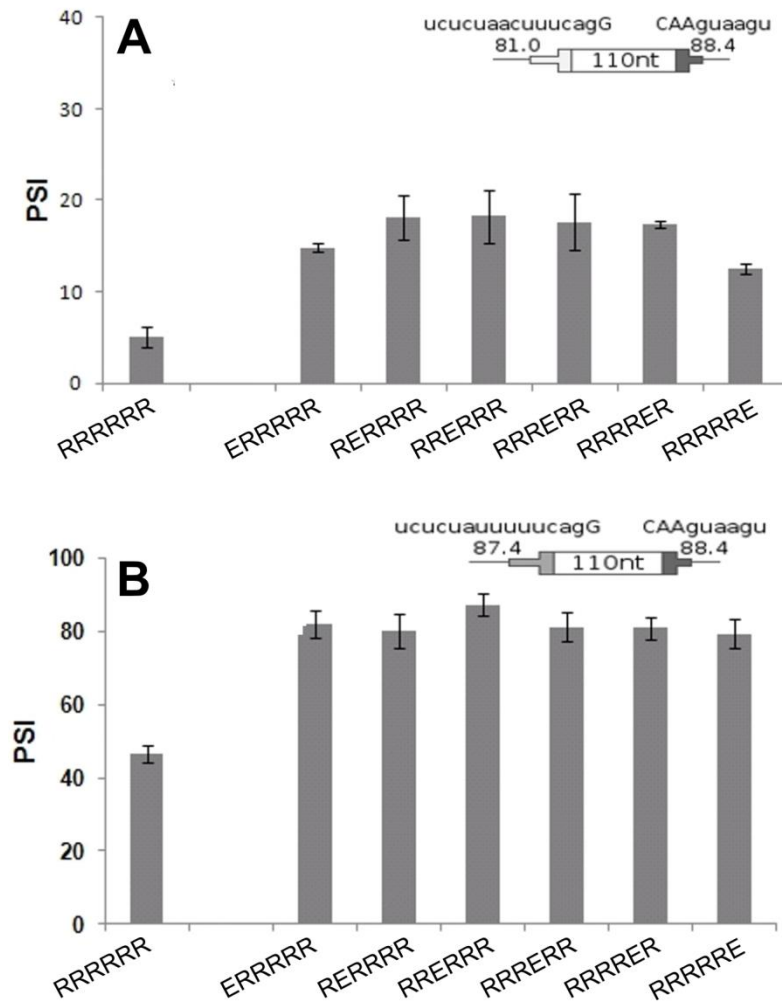 A
ucucuaacuuucagG CAAguaagu
81.0 110nt 88.4
PSI
40
30
20
10
0
RRRRRR ERRRRR RERRRR RRERRR RRRERR RRRRER RRRRRE
B
ucucuauuuuucagG CAAguaagu
87.4 110nt 88.4
PSI
100
80
60
40
20
0
RRRRRR ERRRRR RERRRR RRERRR RRRERR RRRRER RRRRRE